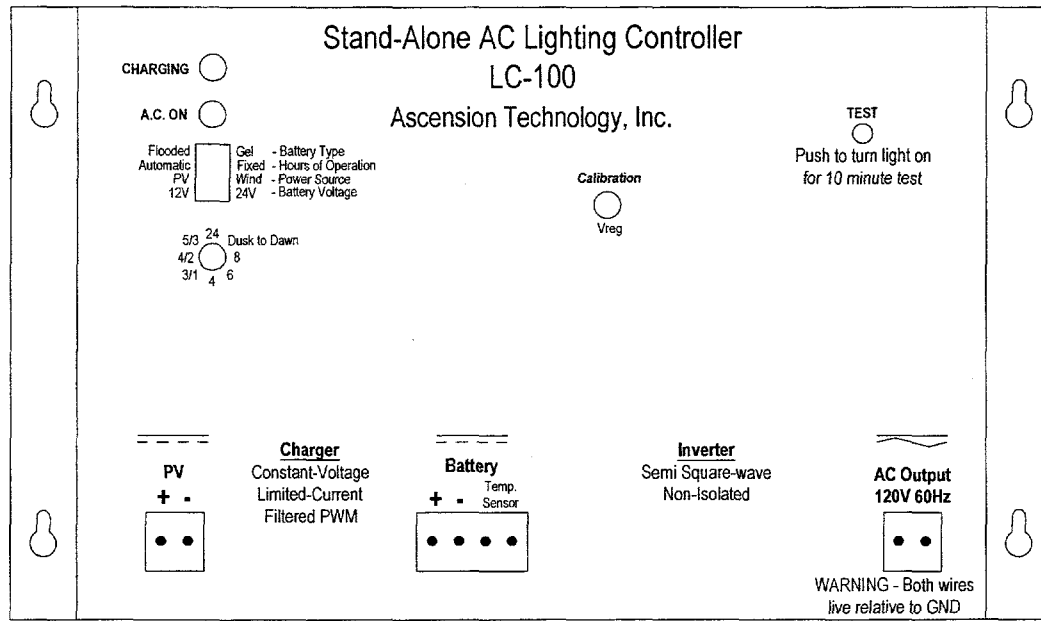 Stand-Alone AC Lighting Controller
LC-100
Ascension Technology, Inc.
CHARGING
A.C. ON
Flooded Gel - Battery Type
Automatic Fixed - Hours of Operation
PV Wind - Power Source
12V 24V - Battery Voltage
5/3 24 Dusk to Dawn
4/2 8
3/1 4 6
Calibration
Vreg
TEST
Push to turn light on
for 10 minute test
PV
+ -
Charger
Constant-Voltage
Limited-Current
Filtered PWM
Battery
+ - Temp.
Sensor
Inverter
Semi Square-wave
Non-Isolated
AC Output
120V 60Hz
WARNING - Both wires
live relative to GND